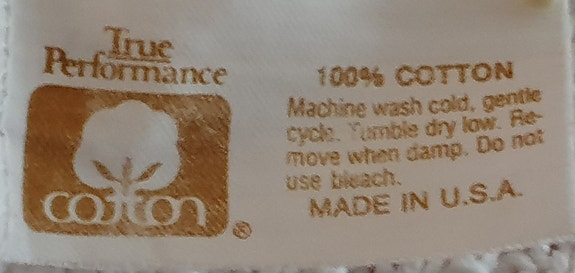 True
Performance
cotton
®
100% COTTON
Machine wash cold, gentle
cycle. Tumble dry low. Re-
move when damp. Do not
use bleach.
MADE IN U.S.A.